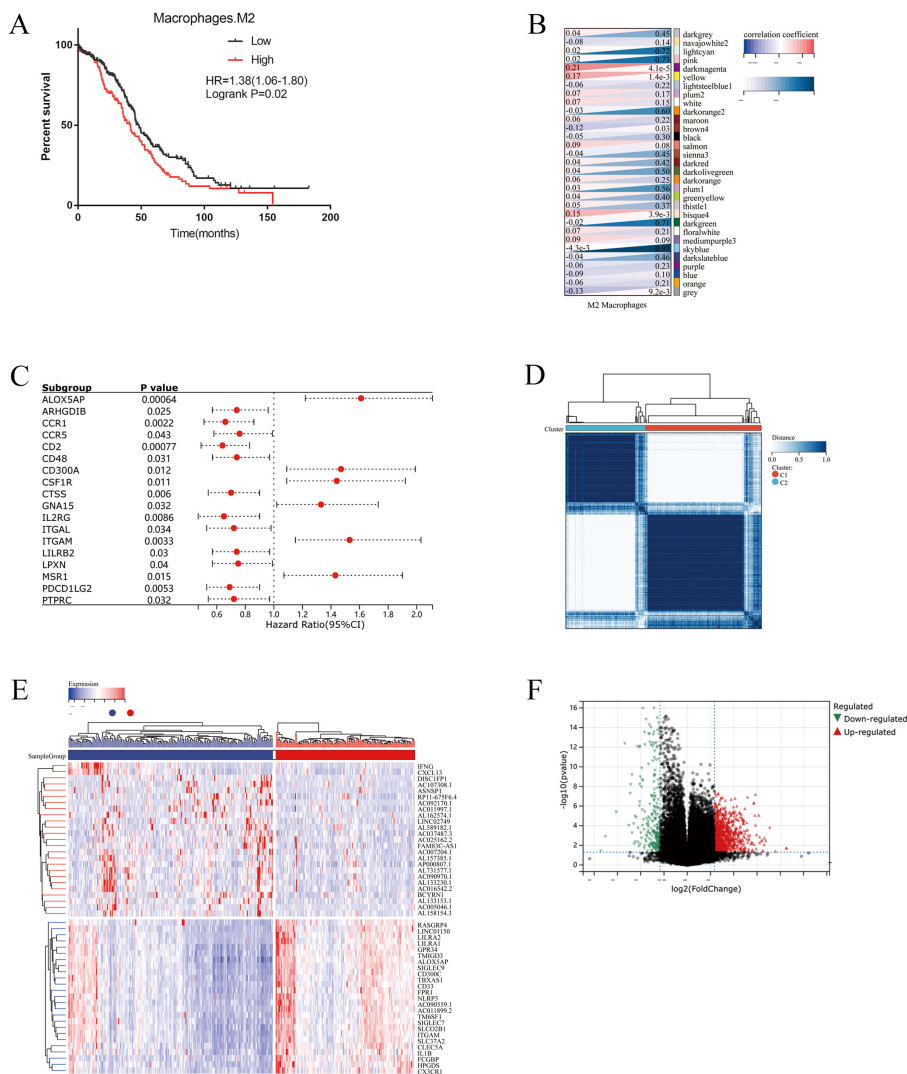 A
Macrophages.M2
Low
High
HR=1.38(1.06-1.80)
Logrank P=0.02
Percent survival
100
50
0
0 50 100 150 200
Time(months)
B
0.04 0.45 darkgrey
-0.08 0.14 navajowhite2
0.02 0.72 lightcyan
0.02 0.73 pink
0.21 4.1e-5 darkmagenta
0.17 1.4e-3 yellow
-0.06 0.22 lightsteelblue1
0.07 0.17 plum2
0.07 0.15 white
-0.03 0.60 darkorange2
0.06 0.22 maroon
-0.12 0.03 brown4
-0.05 0.30 black
0.09 0.08 salmon
-0.04 0.45 sienna3
0.04 0.42 darkred
0.04 0.50 darkolivegreen
0.06 0.25 darkorange
0.03 0.56 plum1
0.04 0.40 greenyellow
0.05 0.37 thistle1
0.15 3.9e-3 bisque4
-0.02 0.71 darkgreen
0.07 0.21 floralwhite
0.09 0.09 mediumpurple3
-4.3e-3 skyblue
-0.04 0.46 darkslateblue
-0.06 0.23 purple
-0.09 0.10 blue
-0.06 0.21 orange
-0.13 9.2e-3 grey
M2 Macrophages
correlation coefficient
C
Subgroup P value
ALOX5AP 0.00064
ARHGDIB 0.025
CCR1 0.0022
CCR5 0.043
CD2 0.00077
CD48 0.031
CD300A 0.012
CSF1R 0.011
CTSS 0.006
GNA15 0.032
IL2RG 0.0086
ITGAL 0.034
ITGAM 0.0033
LILRB2 0.03
LPXN 0.04
MSR1 0.015
PDCD1LG2 0.0053
PTPRC 0.032
0.6 0.8 1.0 1.2 1.4 1.6 1.8 2.0
Hazard Ratio(95%CI)
D
Cluster
Distance
0.0 0.5 1.0
Cluster:
C1
C2
E
Expression
SampleGroup
IFNG
CXCL13
DISC1FP1
AC107308.1
ASNSP1
RP11-675F6.4
AC092170.1
AC011997.1
AL162574.1
LINC02749
AL589182.1
AC037487.3
AC025162.2
FAM83C-AS1
AC007204.1
AL157385.1
AP000807.1
AL731577.1
AC090970.1
AL133230.1
AC016542.2
BCYRN1
AL133153.1
AC005046.1
AL158154.3
RASGRP4
LINC01150
LILRA2
LILRA1
GPR34
TMIGD3
ALOX5AP
SIGLEC9
CD300C
TBXAS1
CD33
FPR1
NLRP3
AC090559.1
AC011899.2
TM6SF1
SIGLEC7
SLCO2B1
ITGAM
SLC37A2
CLEC5A
IL1B
FCGBP
HPGDS
CX3CR1
F
-log10(pvalue)
16
14
12
10
8
6
4
2
0
log2(FoldChange)
Regulated
Down-regulated
Up-regulated